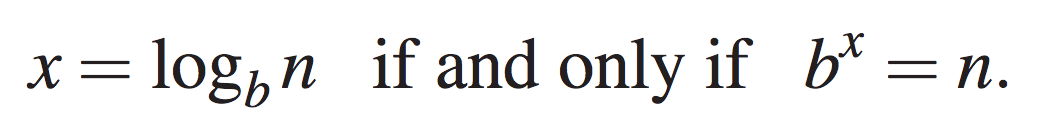 x = log_b n if and only if b^x = n.